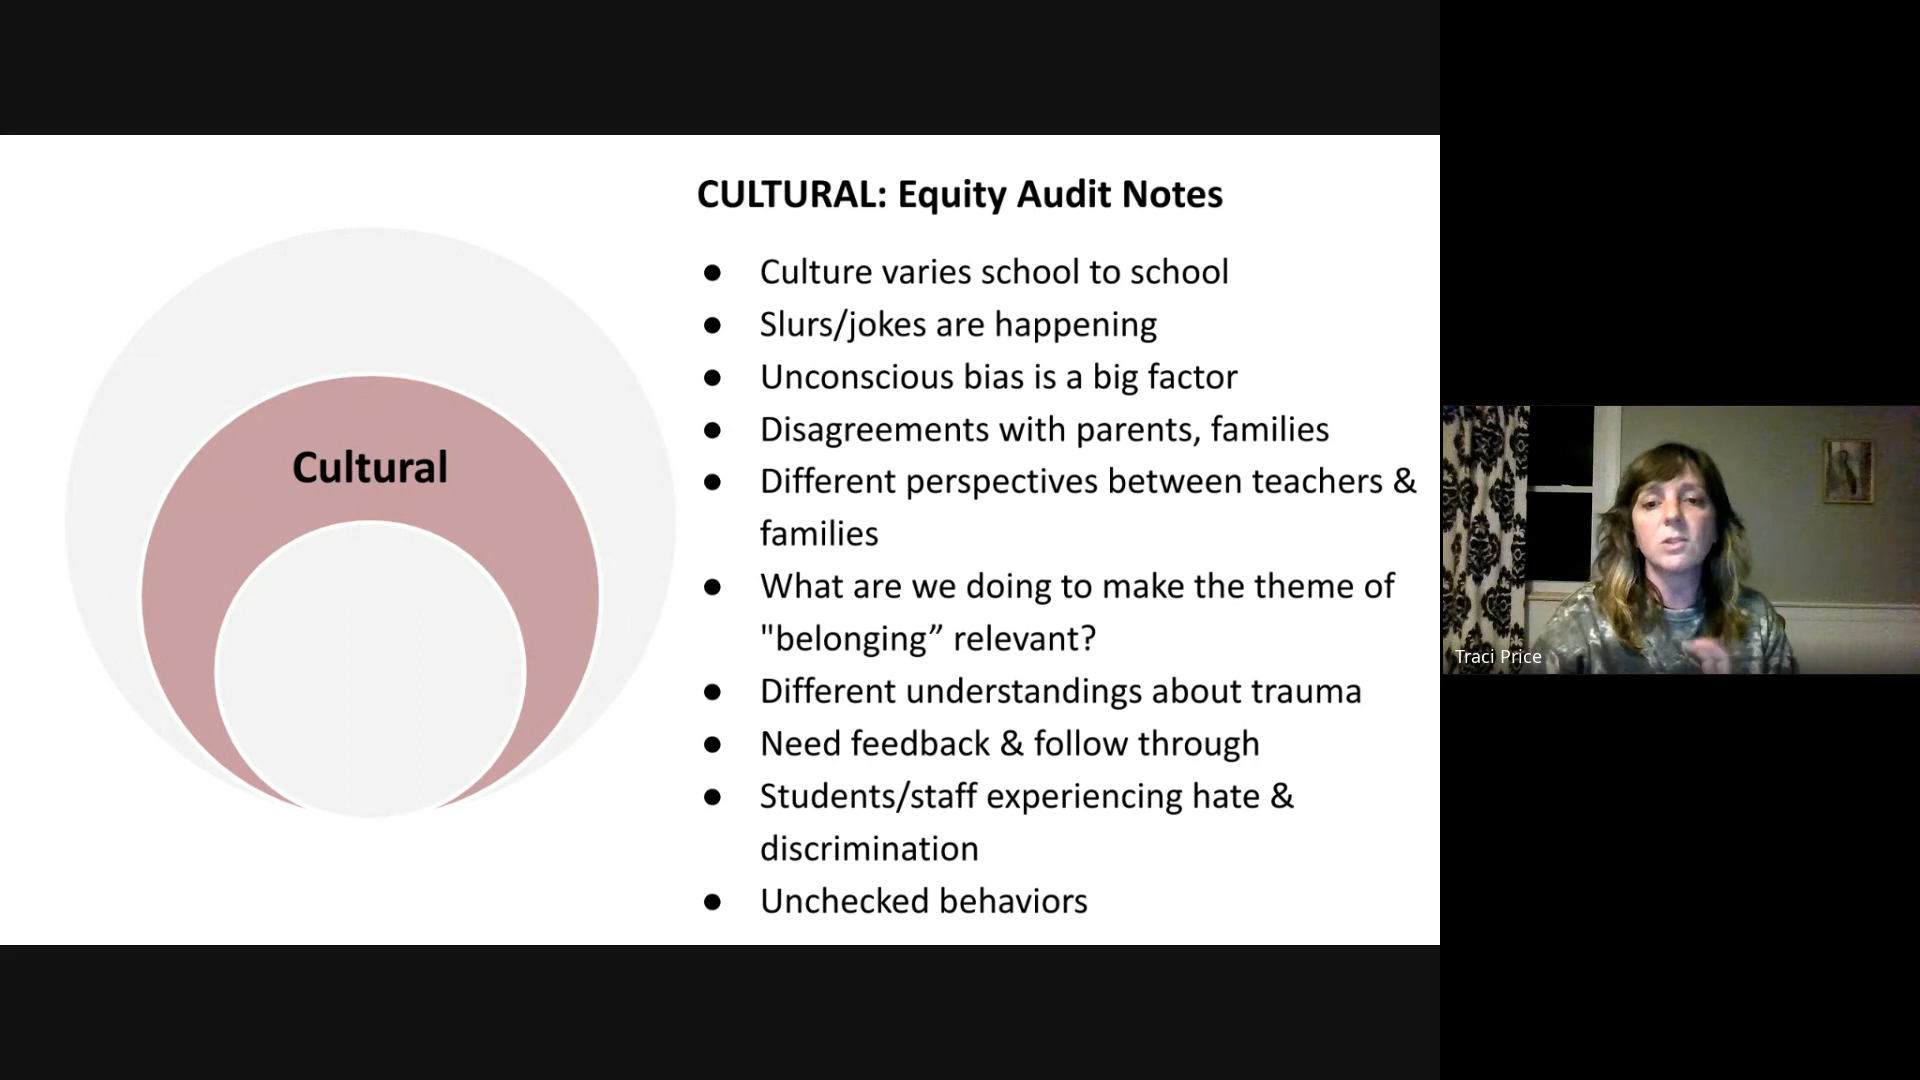 CULTURAL: Equity Audit Notes
Cultural
● Culture varies school to school
● Slurs/jokes are happening
● Unconscious bias is a big factor
● Disagreements with parents, families
● Different perspectives between teachers &
families
● What are we doing to make the theme of
"belonging” relevant?
● Different understandings about trauma
● Need feedback & follow through
● Students/staff experiencing hate &
discrimination
● Unchecked behaviors
Traci Price